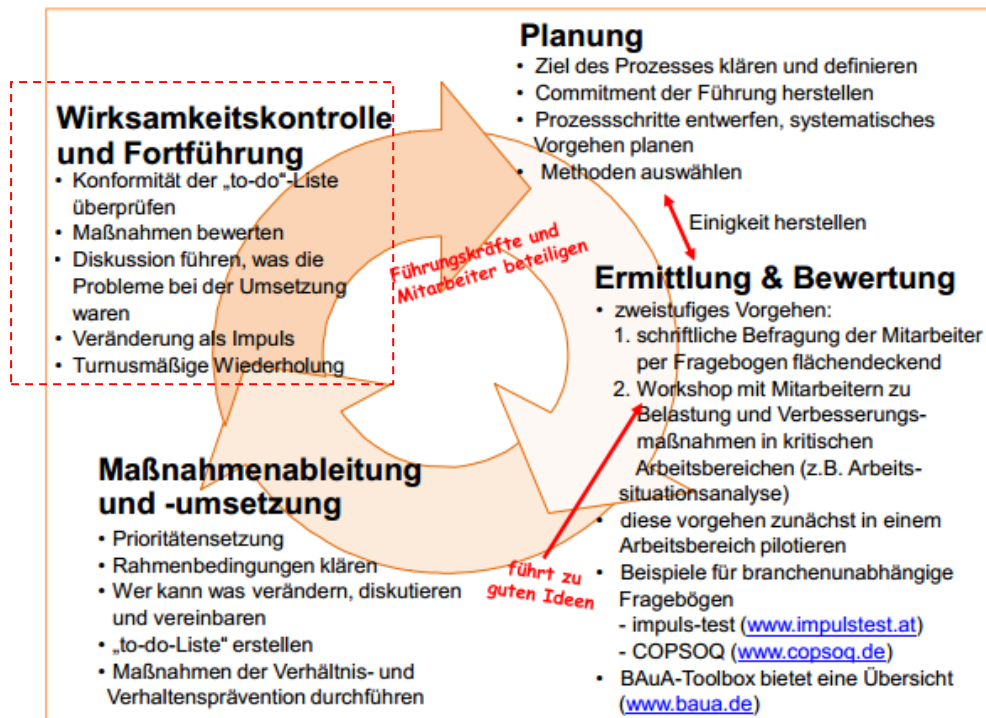 Planung
• Ziel des Prozesses klären und definieren
• Commitment der Führung herstellen
• Prozessschritte entwerfen, systematisches
Vorgehen planen
• Methoden auswählen
Einigkeit herstellen
Ermittlung & Bewertung
• zweistufiges Vorgehen:
1. schriftliche Befragung der Mitarbeiter
per Fragebogen flächendeckend
2. Workshop mit Mitarbeitern zu
Belastung und Verbesserungs-
maßnahmen in kritischen
Arbeitsbereichen (z.B. Arbeits-
situationsanalyse)
• diese vorgehen zunächst in einem
Arbeitsbereich pilotieren
• Beispiele für branchenunabhängige
Fragebögen
- impuls-test (www.impulstest.at)
- COPSOQ (www.copsoq.de)
• BAuA-Toolbox bietet eine Übersicht
(www.baua.de)
Maßnahmenableitung
und -umsetzung
• Prioritätensetzung
• Rahmenbedingungen klären
• Wer kann was verändern, diskutieren
und vereinbaren
• „to-do-Liste“ erstellen
• Maßnahmen der Verhältnis- und
Verhaltensprävention durchführen
führt zu
guten Ideen
Wirksamkeitskontrolle
und Fortführung
• Konformität der „to-do“-Liste
überprüfen
• Maßnahmen bewerten
• Diskussion führen, was die
Probleme bei der Umsetzung
waren
• Veränderung als Impuls
• Turnusmäßige Wiederholung
Führungskräfte und
Mitarbeiter beteiligen